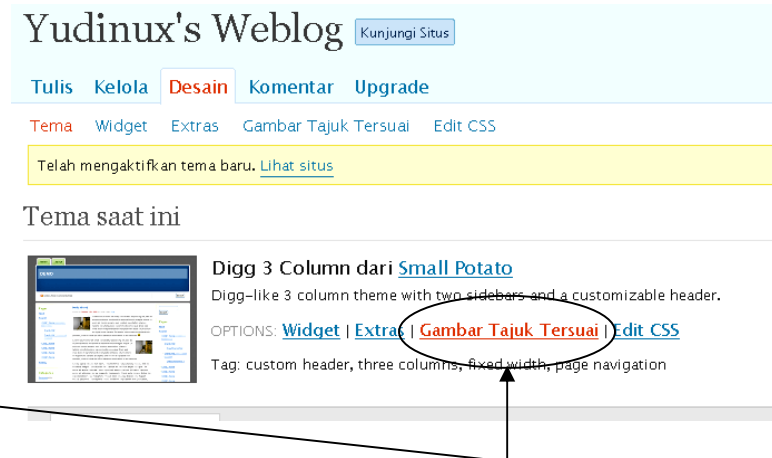 Yudinux's Weblog Kunjungi Situs
Tulis Kelola Desain Komentar Upgrade
Tema Widget Extras Gambar Tajuk Tersuai Edit CSS
Telah mengaktifkan tema baru. Lihat situs
Tema saat ini
Digg 3 Column dari Small Potato
Digg-like 3 column theme with two sidebars and a customizable header.
OPTIONS: Widget | Extras | Gambar Tajuk Tersuai | Edit CSS
Tag: custom header, three columns, fixed width, page navigation